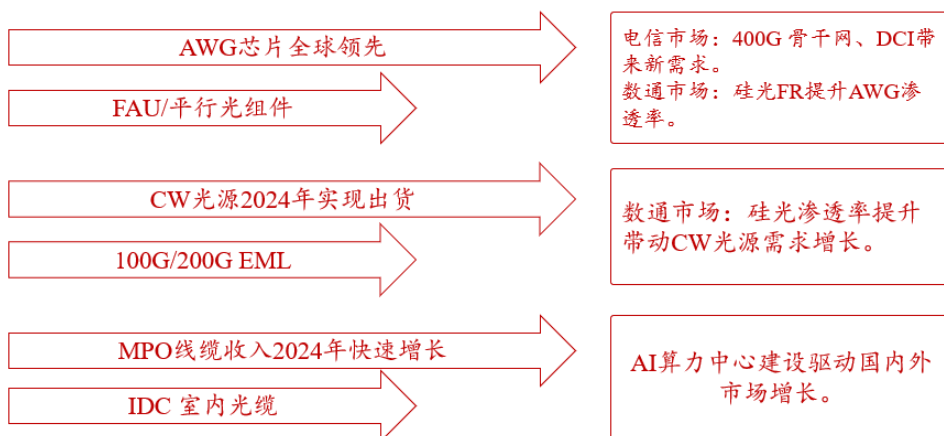 AWG芯片全球领先
FAU/平行光组件
电信市场：400G 骨干网、DCI带
来新需求。
数通市场：硅光FR提升AWG渗
透率。
CW光源2024年实现出货
100G/200G EML
数通市场：硅光渗透率提升
带动CW光源需求增长。
MPO线缆收入2024年快速增长
IDC 室内光缆
AI算力中心建设驱动国内外
市场增长。